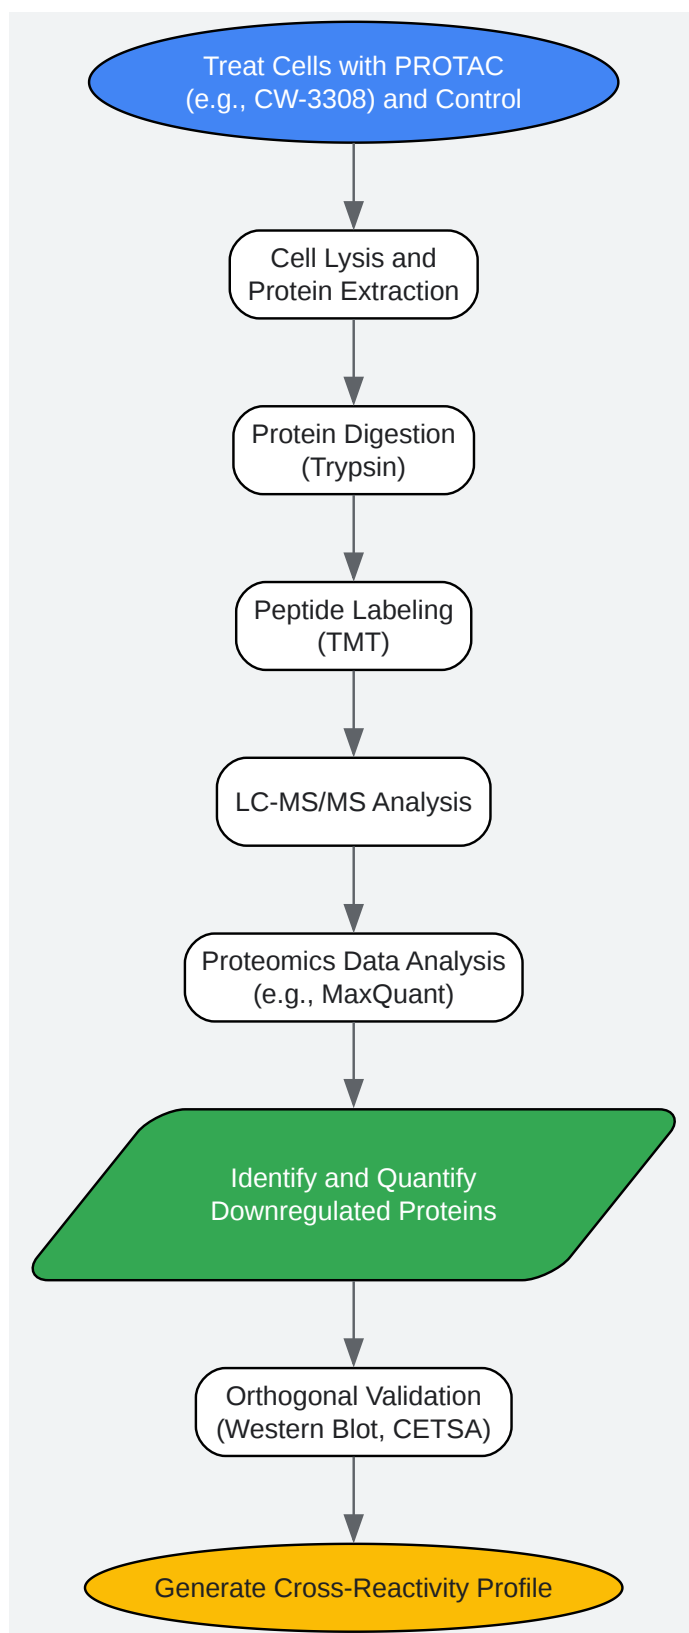 Treat Cells with PROTAC
(e.g., CW-3308) and Control
Cell Lysis and
Protein Extraction
Protein Digestion
(Trypsin)
Peptide Labeling
(TMT)
LC-MS/MS Analysis
Proteomics Data Analysis
(e.g., MaxQuant)
Identify and Quantify
Downregulated Proteins
Orthogonal Validation
(Western Blot, CETSA)
Generate Cross-Reactivity Profile